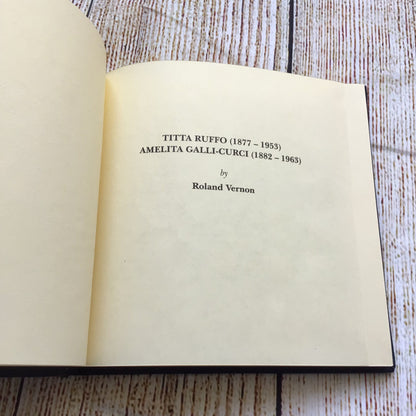 TITTA RUFFO (1877 – 1953)
AMELITA GALLI-CURCI (1882 – 1963)
by
Roland Vernon